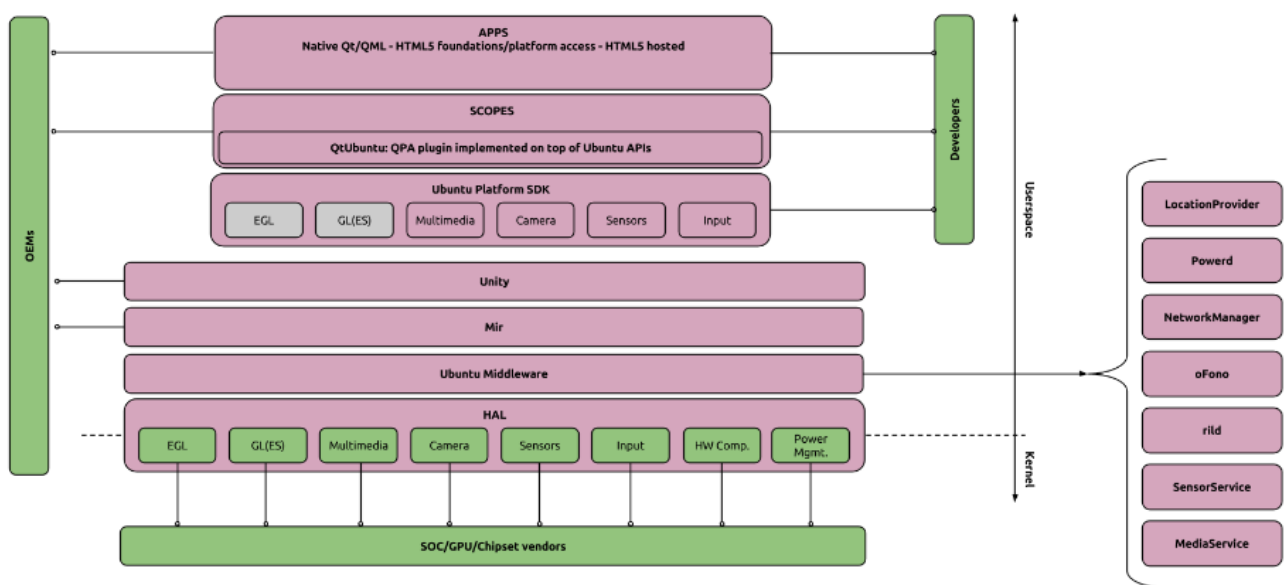 APPS
Native Qt/QML - HTML5 foundations/platform access - HTML5 hosted
SCOPES
QtUbuntu: QPA plugin implemented on top of Ubuntu APIs
Ubuntu Platform SDK
EGL
GL(ES)
Multimedia
Camera
Sensors
Input
OEMs
Developers
Userspace
Unity
Mir
Ubuntu Middleware
HAL
EGL
GL(ES)
Multimedia
Camera
Sensors
Input
HW Comp.
Power
Mgmt.
Kernel
SOC/GPU/Chipset vendors
LocationProvider
Powerd
NetworkManager
oFono
rild
SensorService
MediaService